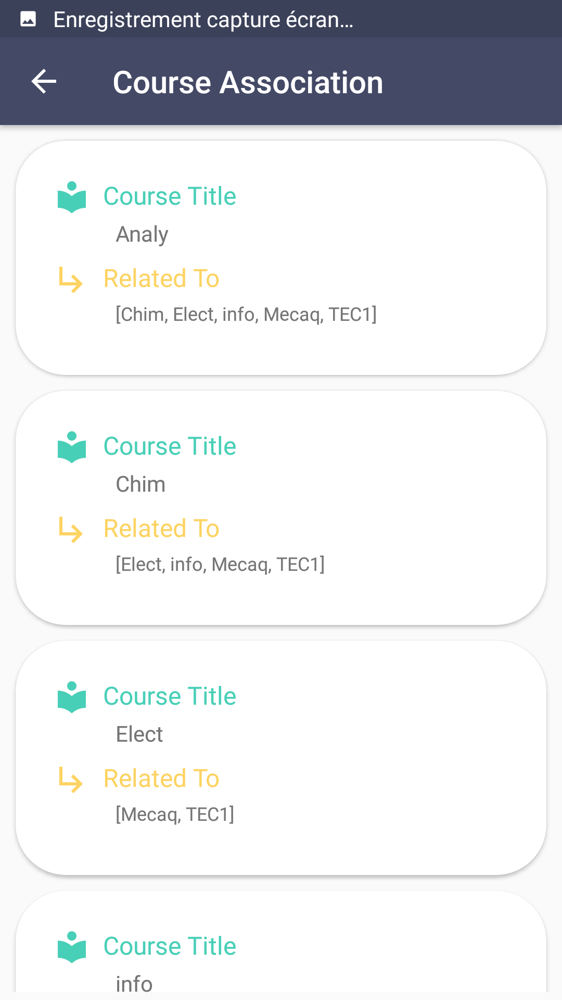 Enregistrement capture écran...
Course Association
Course Title
Analy
Related To
[Chim, Elect, info, Mecaq, TEC1]
Course Title
Chim
Related To
[Elect, info, Mecaq, TEC1]
Course Title
Elect
Related To
[Mecaq, TEC1]
Course Title
info